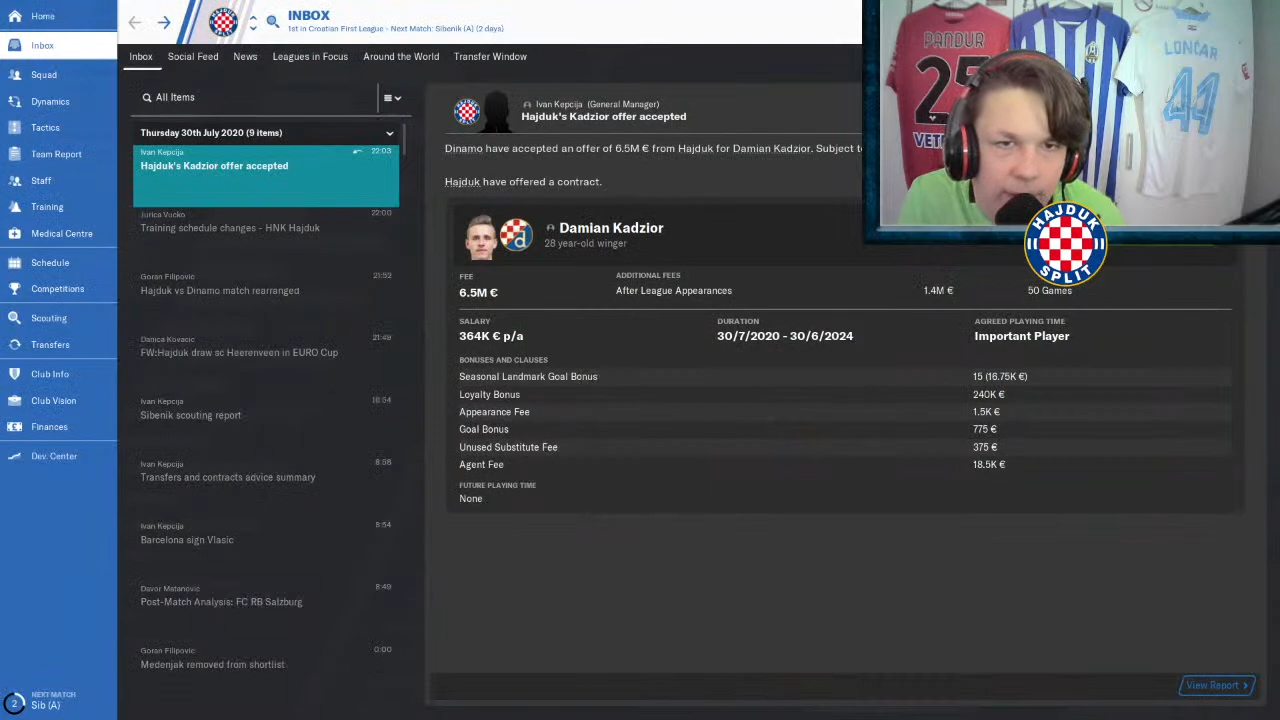 Home
Inbox
Squad
Dynamics
Tactics
Team Report
Staff
Training
Medical Centre
Schedule
Competitions
Scouting
Transfers
Club Info
Club Vision
Finances
Dev. Center
NEXT MATCH
2
Sib (A)
HAJDUK
SPLIT
INBOX
1st in Croatian First League - Next Match: Sibenik (A) (2 days)
Inbox Social Feed News Leagues in Focus Around the World Transfer Window
All Items
Thursday 30th July 2020 (9 items)
Ivan Kepcija 22:03
Hajduk's Kadzior offer accepted
Jurica Vucko 22:00
Training schedule changes - HNK Hajduk
Goran Filipovic 21:52
Hajduk vs Dinamo match rearranged
Danica Kovacic 21:49
FW:Hajduk draw sc Heerenveen in EURO Cup
Ivan Kepcija
Sibenik scouting report
Ivan Kepcija 8:58
Transfers and contracts advice summary
Ivan Kepcija 8:54
Barcelona sign Vlasic
Davor Matanovic 8:49
Post-Match Analysis: FC RB Salzburg
Goran Filipovic 0:00
Medenjak removed from shortlist
Ivan Kepcija (General Manager)
Hajduk's Kadzior offer accepted
Dinamo have accepted an offer of 6.5M € from Hajduk for Damian Kadzior. Subject to
Hajduk have offered a contract.
Damian Kadzior
28 year-old winger
FEE
6.5M €
ADDITIONAL FEES
After League Appearances 1.4M € 50 Games
SALARY
364K € p/a
DURATION
30/7/2020 - 30/6/2024
AGREED PLAYING TIME
Important Player
BONUSES AND CLAUSES
Seasonal Landmark Goal Bonus 15 (16.75K €)
Loyalty Bonus 240K €
Appearance Fee 1.5K €
Goal Bonus 775 €
Unused Substitute Fee 375 €
Agent Fee 18.5K €
FUTURE PLAYING TIME
None
View Report
PANDUR
25
LONČAR
44
HAJDUK
SPLIT